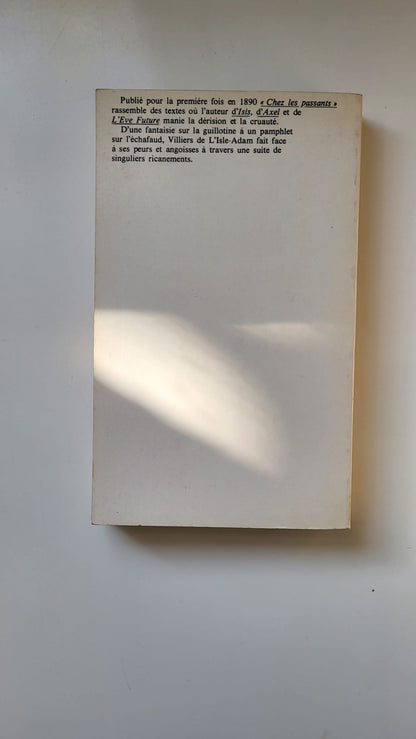 Publié pour la première fois en 1890 « Chez les passants »
rassemble des textes où l'auteur d'Isis, d'Axel et de
L'Eve Future manie la dérision et la cruauté.
D'une fantaisie sur la guillotine à un pamphlet
sur l'échafaud, Villiers de L'Isle-Adam fait face
à ses peurs et angoisses à travers une suite de
singuliers ricanements.